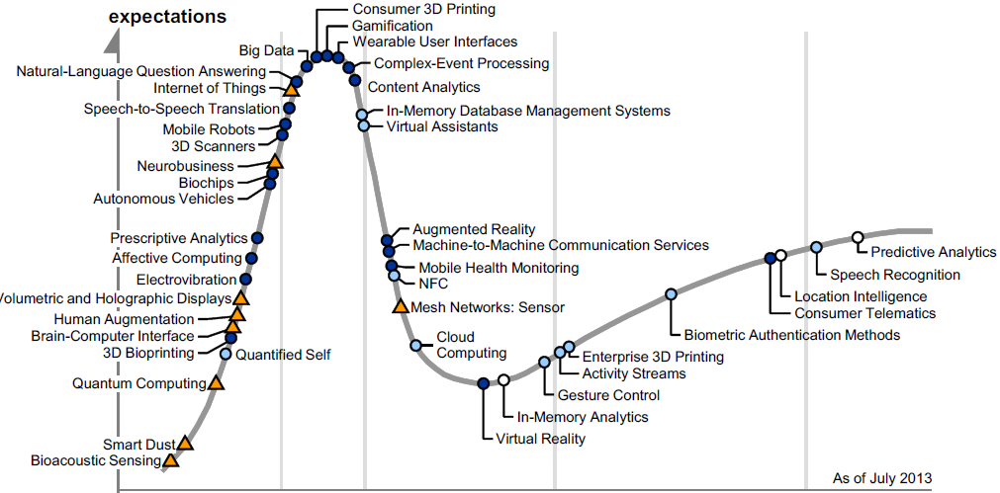 expectations
Consumer 3D Printing
Gamification
Wearable User Interfaces
Big Data
Complex-Event Processing
Natural-Language Question Answering
Internet of Things
Content Analytics
Speech-to-Speech Translation
In-Memory Database Management Systems
Mobile Robots
Virtual Assistants
3D Scanners
Neurobusiness
Biochips
Autonomous Vehicles
Augmented Reality
Prescriptive Analytics
Machine-to-Machine Communication Services
Affective Computing
Mobile Health Monitoring
Electrovibration
NFC
Volumetric and Holographic Displays
Mesh Networks: Sensor
Human Augmentation
Brain-Computer Interface
3D Bioprinting
Quantified Self
Cloud
Computing
Quantum Computing
Smart Dust
Bioacoustic Sensing
Predictive Analytics
Speech Recognition
Location Intelligence
Consumer Telematics
Biometric Authentication Methods
Enterprise 3D Printing
Activity Streams
Gesture Control
In-Memory Analytics
Virtual Reality
As of July 2013